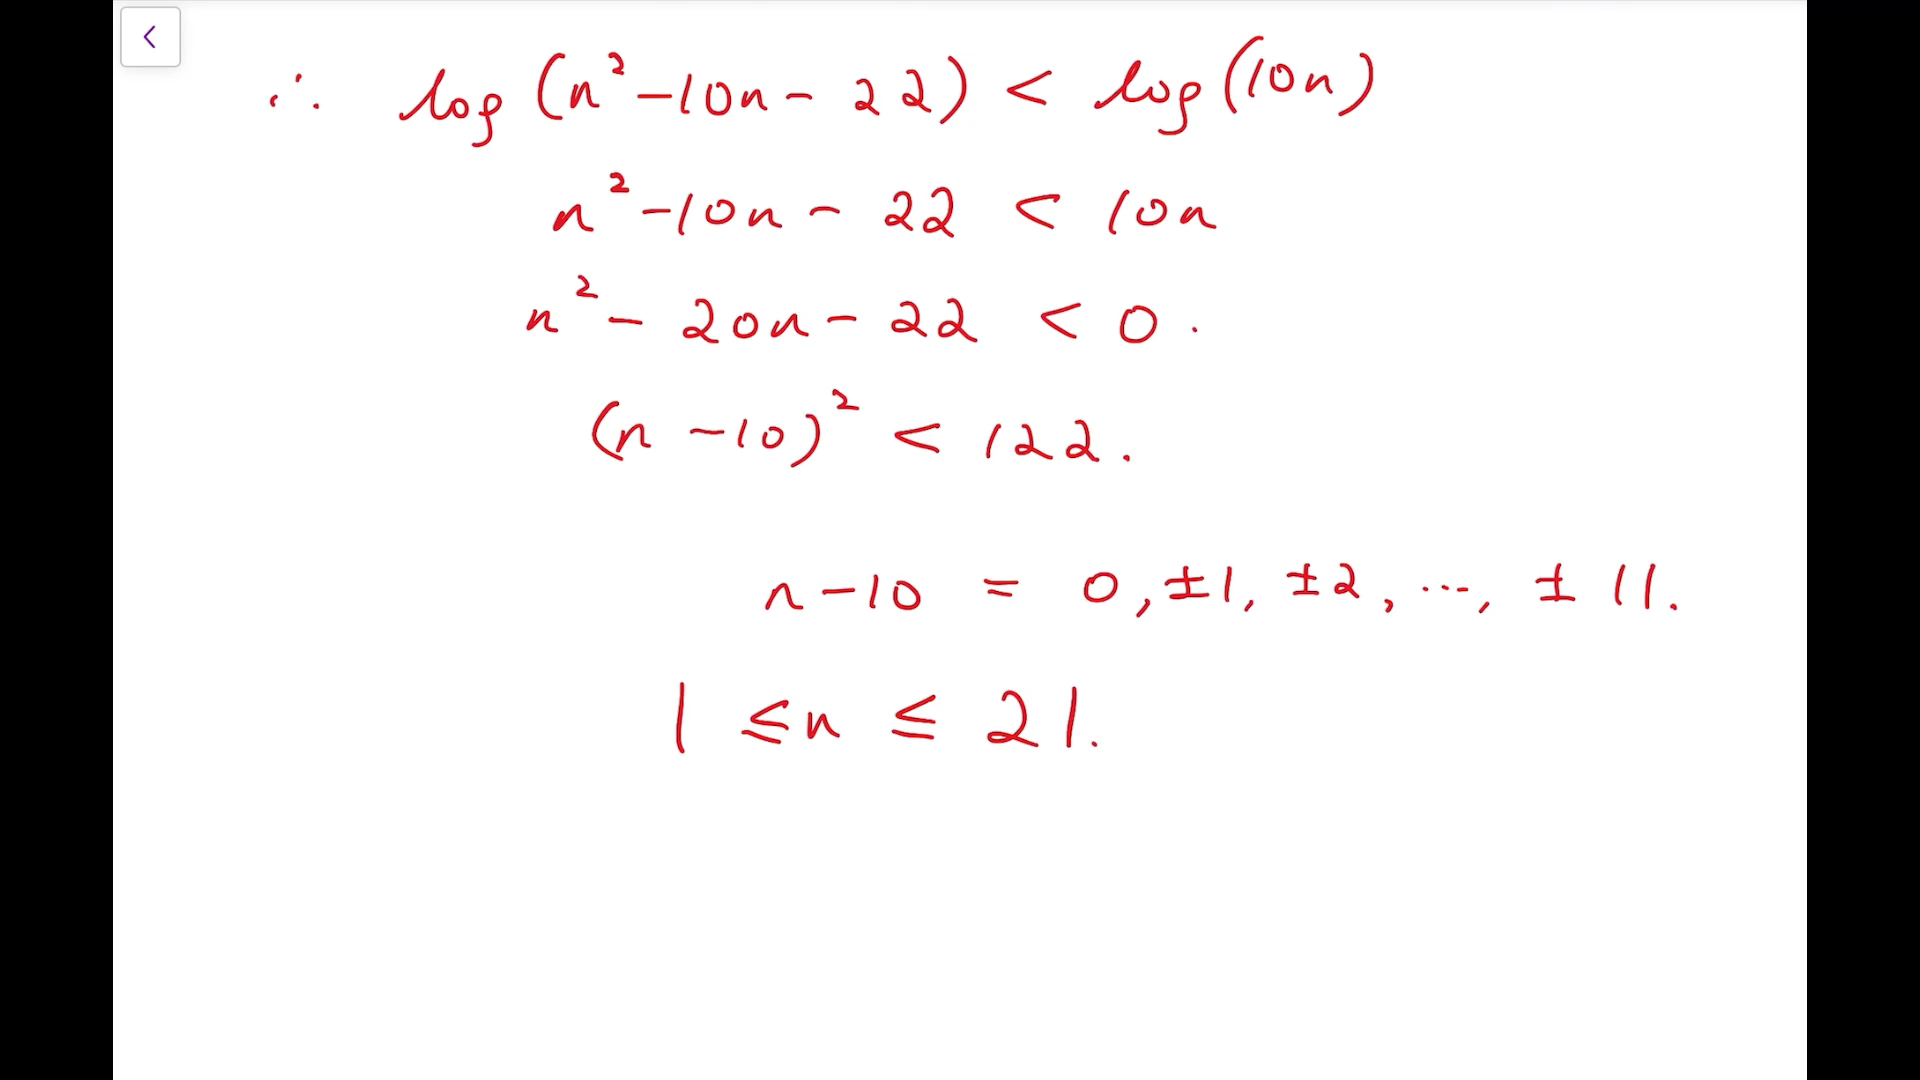 ∴ log (n² − 10n − 22) < log (10n)
n² − 10n − 22 < 10n
n² − 20n − 22 < 0.
(n − 10)² < 122.
n − 10 = 0, ±1, ±2, ..., ±11.
1 ≤ n ≤ 21.